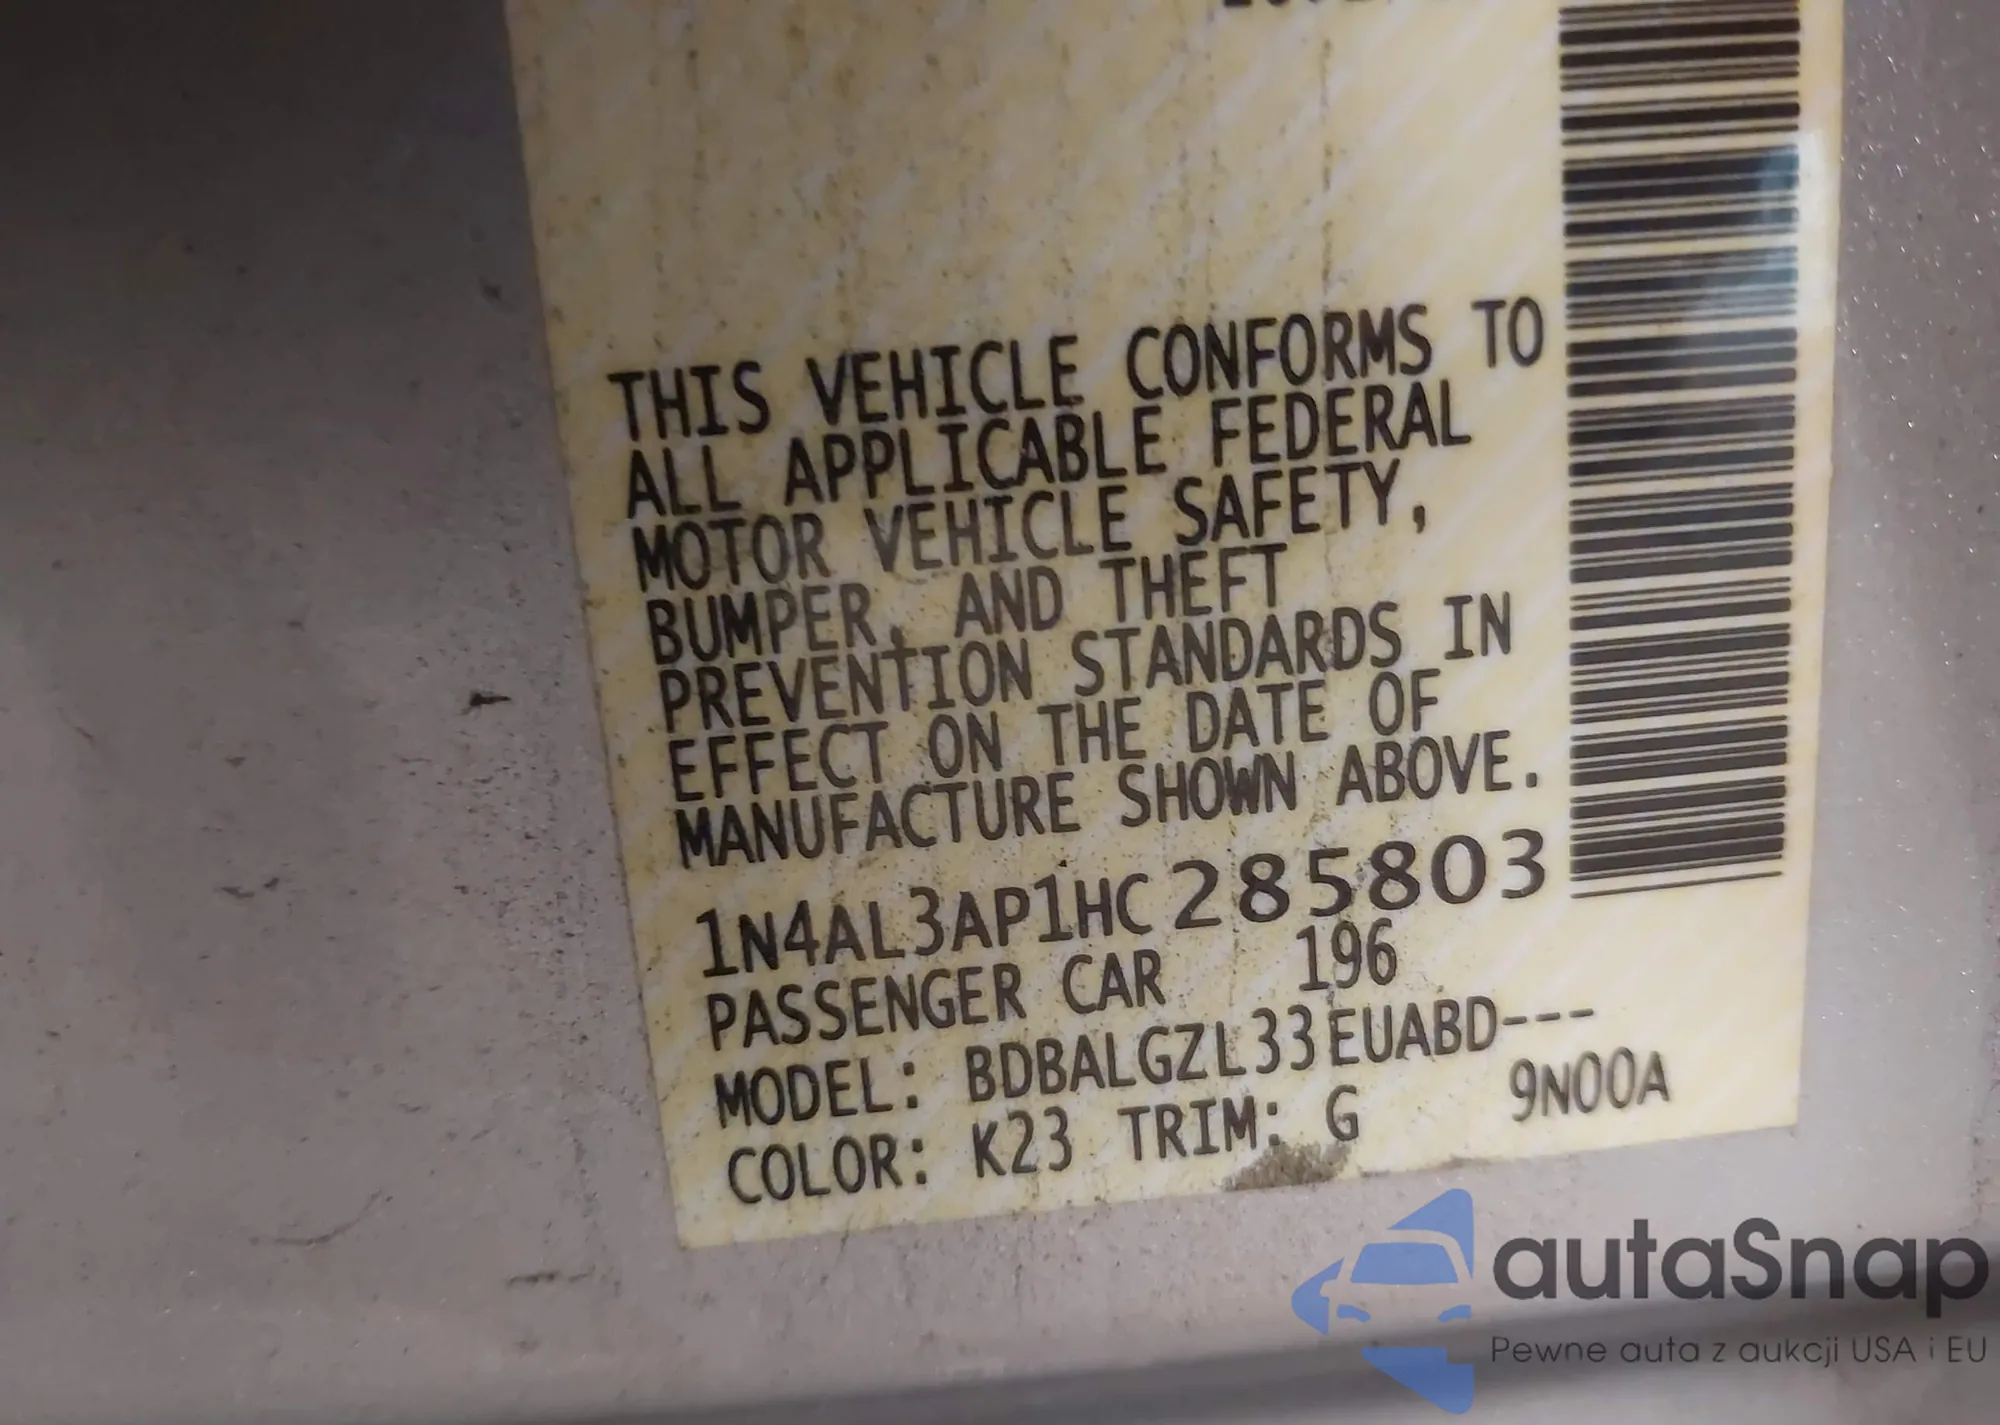 THIS VEHICLE CONFORMS TO
ALL APPLICABLE FEDERAL
MOTOR VEHICLE SAFETY,
BUMPER, AND THEFT
PREVENTION STANDARDS IN
EFFECT ON THE DATE OF
MANUFACTURE SHOWN ABOVE.
1N4AL3AP1HC285803
PASSENGER CAR 196
MODEL: BDBALGZL33EUABD---
COLOR: K23 TRIM: G 9N00A
autaSnap
Pewne auta z aukcji USA i EU